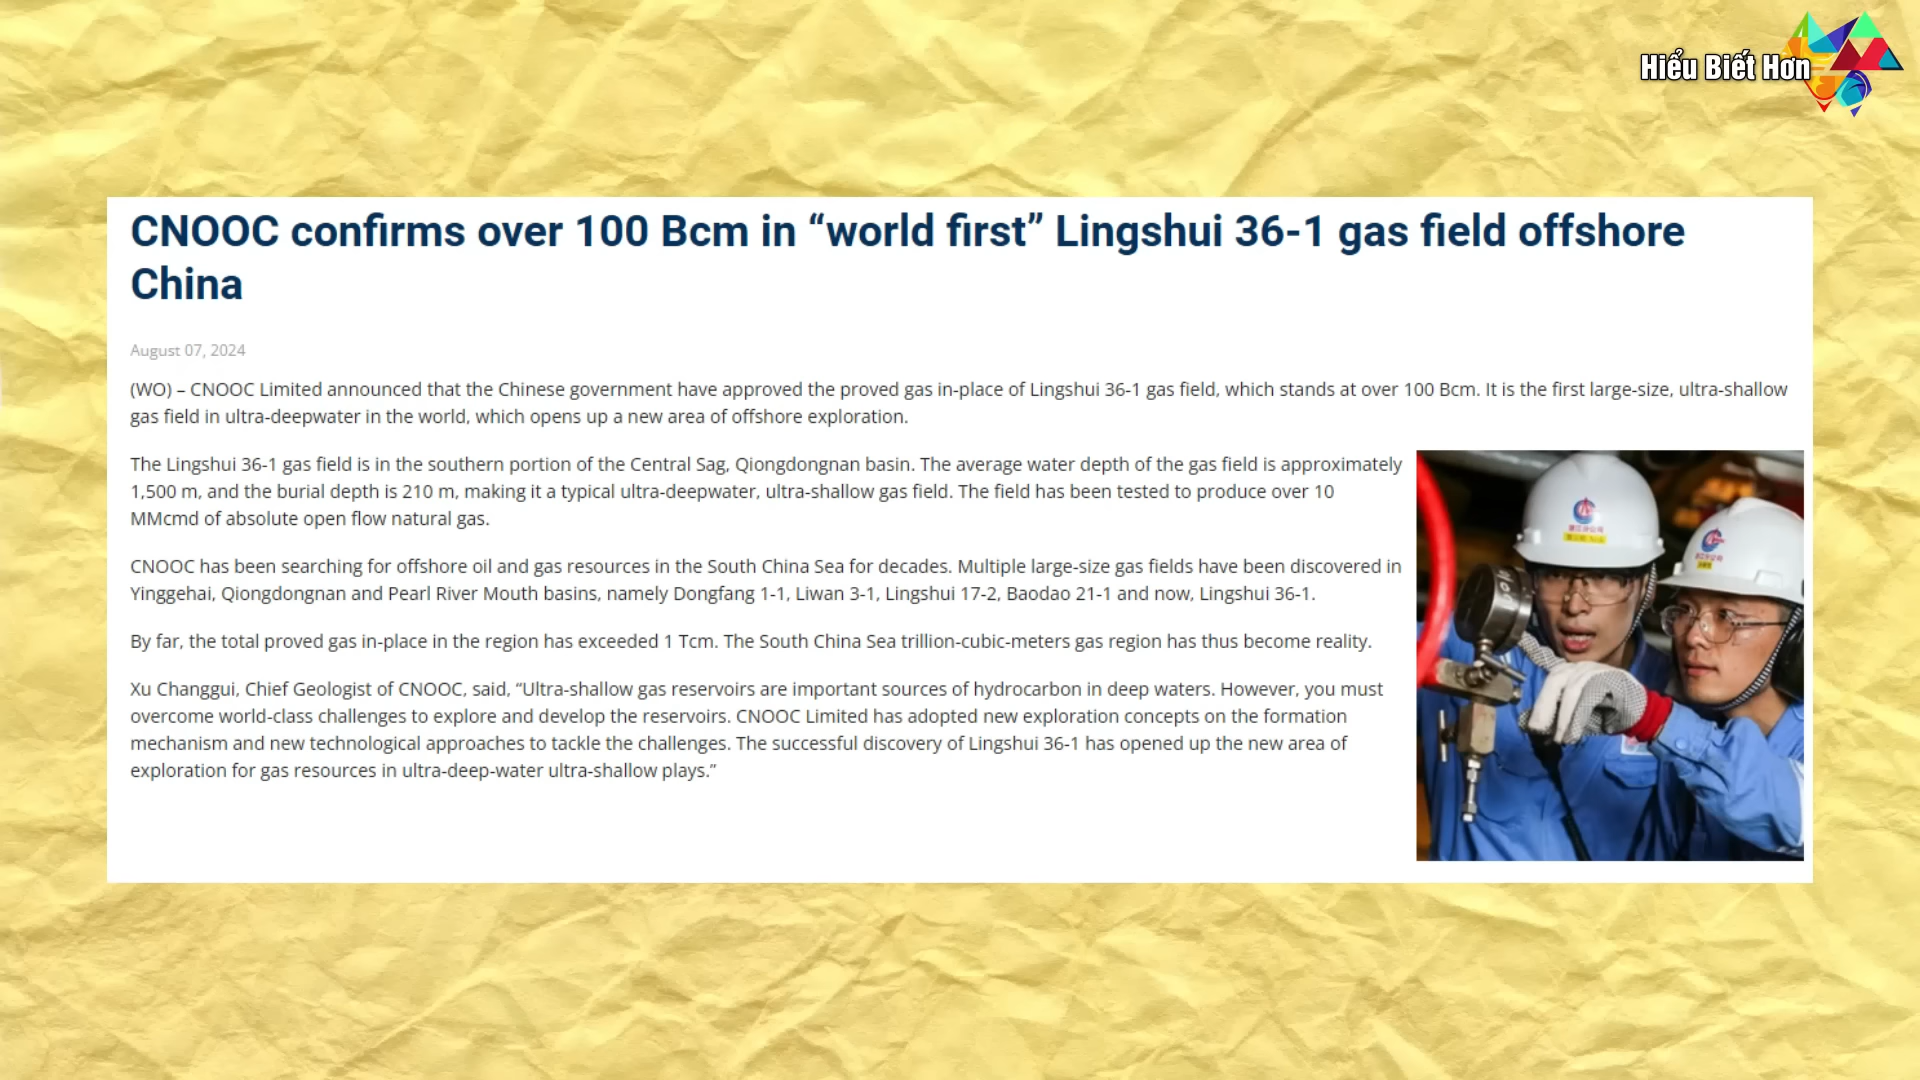 Hiểu Biết Hơn
CNOOC confirms over 100 Bcm in “world first” Lingshui 36-1 gas field offshore
China
August 07, 2024
(WO) – CNOOC Limited announced that the Chinese government have approved the proved gas in-place of Lingshui 36-1 gas field, which stands at over 100 Bcm. It is the first large-size, ultra-shallow
gas field in ultra-deepwater in the world, which opens up a new area of offshore exploration.
The Lingshui 36-1 gas field is in the southern portion of the Central Sag, Qiongdongnan basin. The average water depth of the gas field is approximately
1,500 m, and the burial depth is 210 m, making it a typical ultra-deepwater, ultra-shallow gas field. The field has been tested to produce over 10
MMcmd of absolute open flow natural gas.
CNOOC has been searching for offshore oil and gas resources in the South China Sea for decades. Multiple large-size gas fields have been discovered in
Yinggehai, Qiongdongnan and Pearl River Mouth basins, namely Dongfang 1-1, Liwan 3-1, Lingshui 17-2, Baodao 21-1 and now, Lingshui 36-1.
By far, the total proved gas in-place in the region has exceeded 1 Tcm. The South China Sea trillion-cubic-meters gas region has thus become reality.
Xu Changgui, Chief Geologist of CNOOC, said, “Ultra-shallow gas reservoirs are important sources of hydrocarbon in deep waters. However, you must
overcome world-class challenges to explore and develop the reservoirs. CNOOC Limited has adopted new exploration concepts on the formation
mechanism and new technological approaches to tackle the challenges. The successful discovery of Lingshui 36-1 has opened up the new area of
exploration for gas resources in ultra-deep-water ultra-shallow plays.”